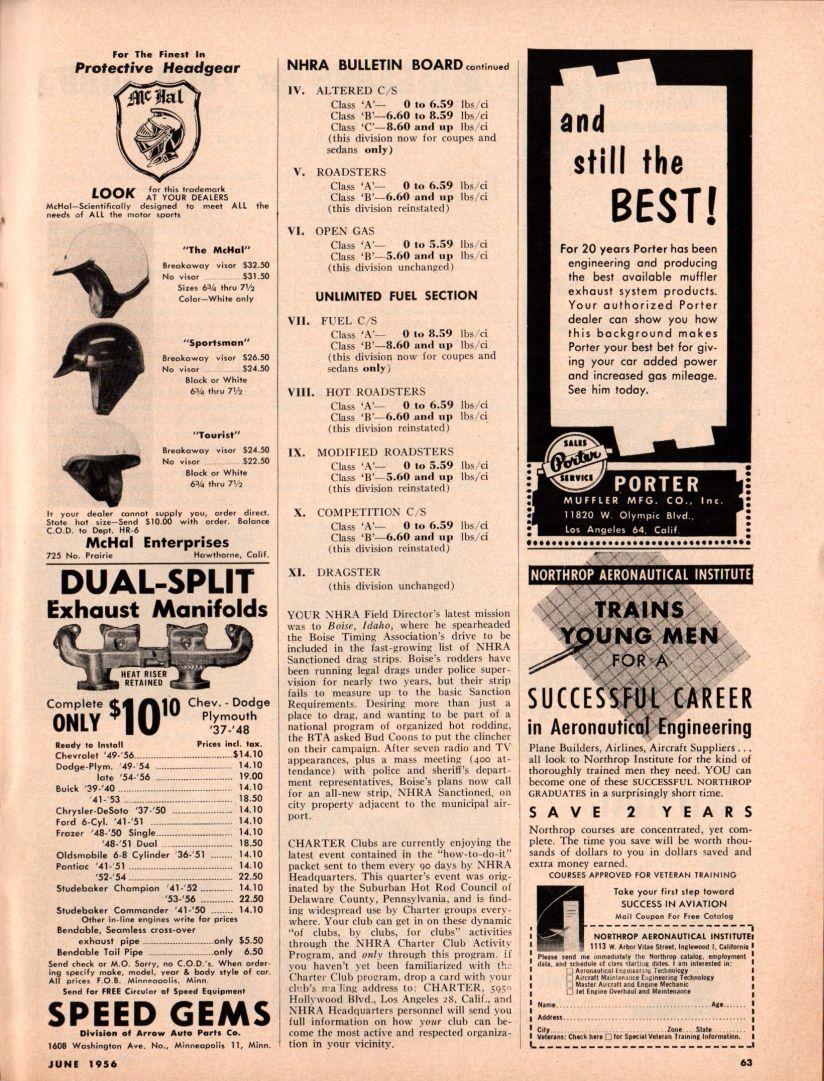 For The Finest In
Protective Headgear
McHal
LOOK for this trademark
AT YOUR DEALERS
McHal—Scientifically designed to meet ALL the
needs of ALL the motor sports
"The McHal"
Breakaway visor $32.50
No visor ...............$31.50
Sizes 6¾ thru 7½
Color—White only
"Sportsman"
Breakaway visor $26.50
No visor ...............$24.50
Black or White
6¾ thru 7½
"Tourist"
Breakaway visor $24.50
No visor ...............$22.50
Black or White
6¾ thru 7½
It your dealer cannot supply you, order direct.
State hat size—Send $10.00 with order. Balance
C.O.D. to Dept. HR-6
McHal Enterprises
725 No. Prairie Hawthorne, Calif.
DUAL-SPLIT
Exhaust Manifolds
HEAT RISER
RETAINED
Complete
ONLY $10 10
Chev. - Dodge
Plymouth
'37-'48
Ready to Install Prices incl. tax.
Chevrolet '49-'56...............$14.10
Dodge-Plym. '49-'54 ............... 14.10
late '54-'56 ............... 19.00
Buick '39-'40 ............... 14.10
'41-'53 ............... 18.50
Chrysler-DeSoto '37-'50 ............... 14.10
Ford 6-Cyl. '41-'51 ............... 14.10
Frazer '48-'50 Single............... 14.10
'48-'51 Dual ............... 18.50
Oldsmobile 6-8 Cylinder '36-'51 ........ 14.10
Pontiac '41-'51 ............... 14.10
'52-'54 ............... 22.50
Studebaker Champion '41-'52 ............ 14.10
'53-'56 ............ 22.50
Studebaker Commander '41-'50 ........ 14.10
Other in-line engines write for prices
Bendable, Seamless cross-over
exhaust pipe ...............only $5.50
Bendable Tail Pipe ...............only 6.50
Send check or M.O. Sorry, no C.O.D.'s. When order-
ing specify make, model, year & body style of car.
All prices F.O.B. Minneapolis, Minn.
Send for FREE Circular of Speed Equipment
SPEED GEMS
Division of Arrow Auto Parts Co.
1608 Washington Ave. No., Minneapolis 11, Minn.
JUNE 1956
NHRA BULLETIN BOARD continued
IV. ALTERED C/S
Class 'A'— 0 to 6.59 lbs/ci
Class 'B'—6.60 to 8.59 lbs/ci
Class 'C'—8.60 and up lbs/ci
(this division now for coupes and
sedans only)
V. ROADSTERS
Class 'A'— 0 to 6.59 lbs/ci
Class 'B'—6.60 and up lbs/ci
(this division reinstated)
VI. OPEN GAS
Class 'A'— 0 to 5.59 lbs/ci
Class 'B'—5.60 and up lbs/ci
(this division unchanged)
UNLIMITED FUEL SECTION
VII. FUEL C/S
Class 'A'— 0 to 8.59 lbs/ci
Class 'B'—8.60 and up lbs/ci
(this division now for coupes and
sedans only)
VIII. HOT ROADSTERS
Class 'A'— 0 to 6.59 lbs/ci
Class 'B'—6.60 and up lbs/ci
(this division reinstated)
IX. MODIFIED ROADSTERS
Class 'A'— 0 to 5.59 lbs/ci
Class 'B'—5.60 and up lbs/ci
(this division reinstated)
X. COMPETITION C/S
Class 'A'— 0 to 6.59 lbs/ci
Class 'B'—6.60 and up lbs/ci
(this division reinstated)
XI. DRAGSTER
(this division unchanged)
YOUR NHRA Field Director's latest mission
was to Boise, Idaho, where he spearheaded
the Boise Timing Association's drive to be
included in the fast-growing list of NHRA
Sanctioned drag strips. Boise's rodders have
been running legal drags under police super-
vision for nearly two years, but their strip
fails to measure up to the basic Sanction
Requirements. Desiring more than just a
place to drag, and wanting to be part of a
national program of organized hot rodding,
the BTA asked Bud Coons to put the clincher
on their campaign. After seven radio and TV
appearances, plus a mass meeting (400 at-
tendance) with police and sheriff's depart-
ment representatives, Boise's plans now call
for an all-new strip, NHRA Sanctioned, on
city property adjacent to the municipal air-
port.
CHARTER Clubs are currently enjoying the
latest event contained in the "how-to-do-it"
packet sent to them every 90 days by NHRA
Headquarters. This quarter's event was orig-
inated by the Suburban Hot Rod Council of
Delaware County, Pennsylvania, and is find-
ing widespread use by Charter groups every-
where. Your club can get in on these dynamic
"of clubs, by clubs, for clubs" activities
through the NHRA Charter Club Activity
Program, and only through this program. If
you haven't yet been familiarized with the
Charter Club program, drop a card with your
club's mailing address to: CHARTER, 5950
Hollywood Blvd., Los Angeles 28, Calif., and
NHRA Headquarters personnel will send you
full information on how your club can be-
come the most active and respected organiza-
tion in your vicinity.
and
still the
BEST!
For 20 years Porter has been
engineering and producing
the best available muffler
exhaust system products.
Your authorized Porter
dealer can show you how
this background makes
Porter your best bet for giv-
ing your car added power
and increased gas mileage.
See him today.
SALES
Porter
SERVICE
PORTER
MUFFLER MFG. CO., Inc.
11820 W. Olympic Blvd.,
Los Angeles 64, Calif.
NORTHROP AERONAUTICAL INSTITUTE
TRAINS
YOUNG MEN
FOR A
SUCCESSFUL CAREER
in Aeronautical Engineering
Plane Builders, Airlines, Aircraft Suppliers . . .
all look to Northrop Institute for the kind of
thoroughly trained men they need. YOU can
become one of these SUCCESSFUL NORTHROP
GRADUATES in a surprisingly short time.
SAVE 2 YEARS
Northrop courses are concentrated, yet com-
plete. The time you save will be worth thou-
sands of dollars to you in dollars saved and
extra money earned.
COURSES APPROVED FOR VETERAN TRAINING
Take your first step toward
SUCCESS IN AVIATION
Mail Coupon For Free Catalog
NORTHROP AERONAUTICAL INSTITUTE
1113 W. Arbor Vitae Street, Inglewood 1, California
Please send me immediately the Northrop catalog, employment
data, and schedule of class starting dates. I am interested in:
Aeronautical Engineering Technology
Aircraft Maintenance Engineering Technology
Master Aircraft and Engine Mechanic
Jet Engine Overhaul and Maintenance
Name............... Age.......
Address...............
City............... Zone.... State............
Veterans: Check here for Special Veteran Training Information.
63